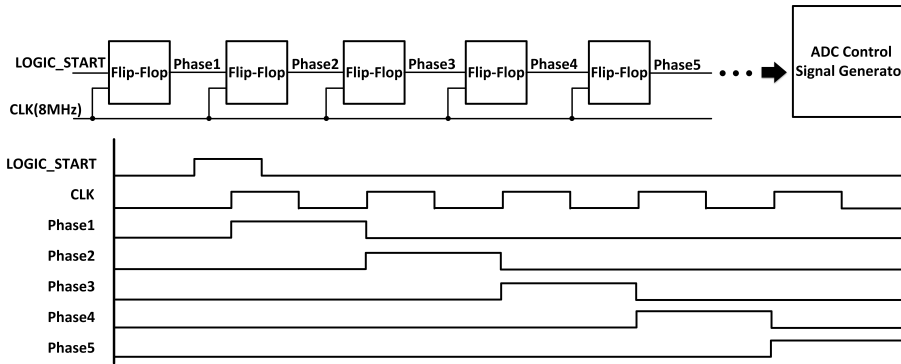 LOGIC_START
Flip-Flop
Phase1
Flip-Flop
Phase2
Flip-Flop
Phase3
Flip-Flop
Phase4
Flip-Flop
Phase5
ADC Control
Signal Generato
CLK(8MHz)
LOGIC_START
CLK
Phase1
Phase2
Phase3
Phase4
Phase5